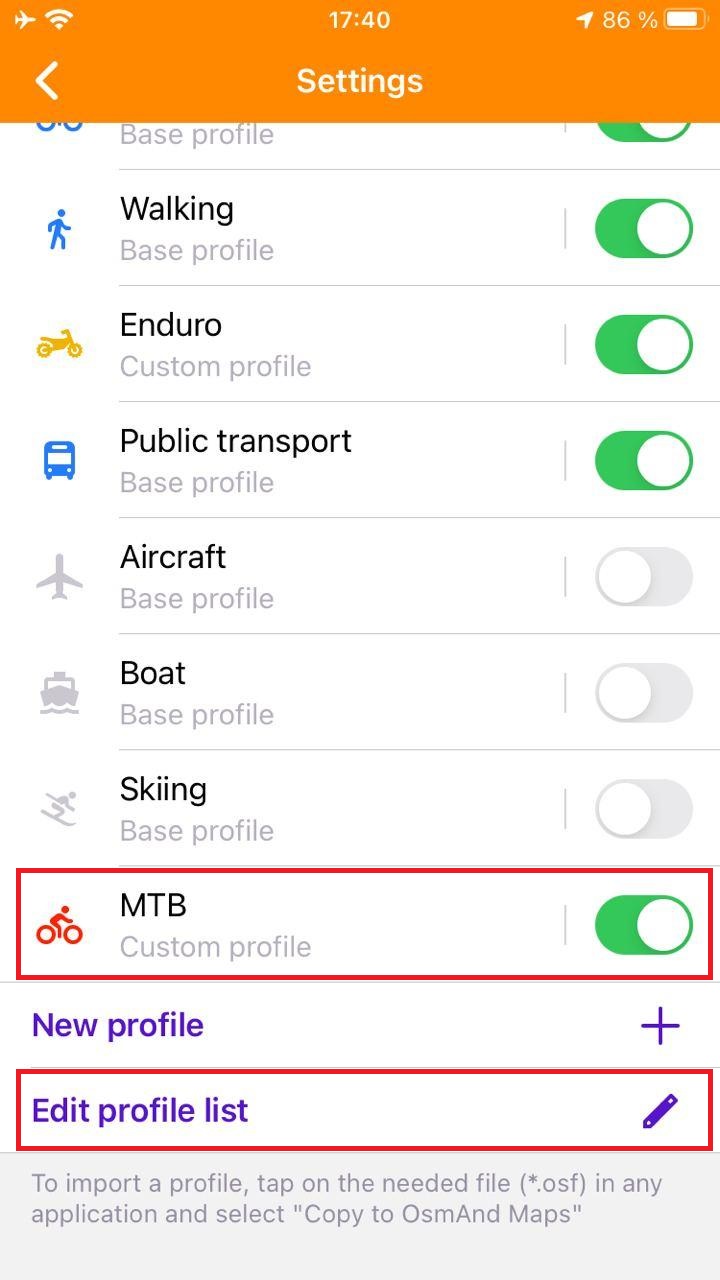 17:40
86 %
Settings
Base profile
Walking
Base profile
Enduro
Custom profile
Public transport
Base profile
Aircraft
Base profile
Boat
Base profile
Skiing
Base profile
MTB
Custom profile
New profile
Edit profile list
To import a profile, tap on the needed file (*.osf) in any
application and select "Copy to OsmAnd Maps"